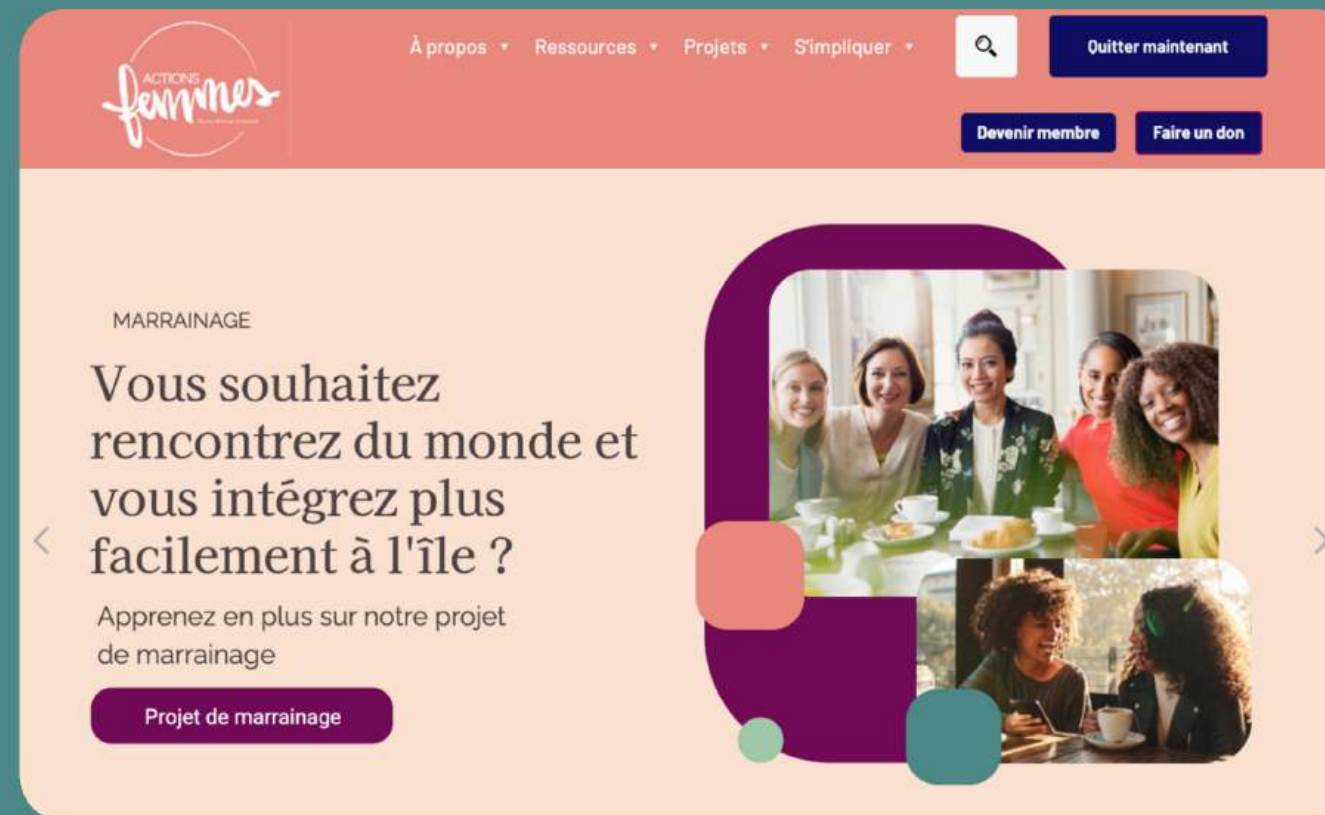 ACTIONS
femmes
À propos
Ressources
Projets
S'impliquer
Quitter maintenant
Devenir membre
Faire un don
MARRAINAGE
Vous souhaitez
rencontrez du monde et
vous intégrez plus
facilement à l'île ?
Apprenez en plus sur notre projet
de marrainage
Projet de marrainage